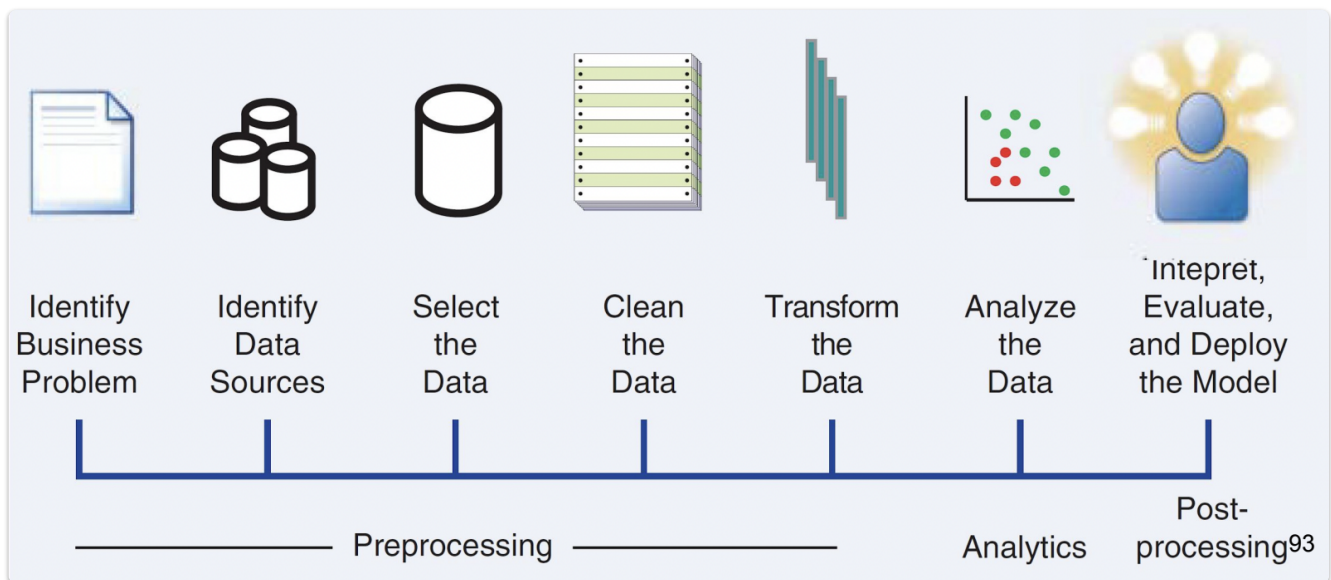 Identify
Business
Problem
Identify
Data
Sources
Select
the
Data
Clean
the
Data
Transform
the
Data
Analyze
the
Data
Intepret,
Evaluate,
and Deploy
the Model
Preprocessing
Analytics
Post-
processing93